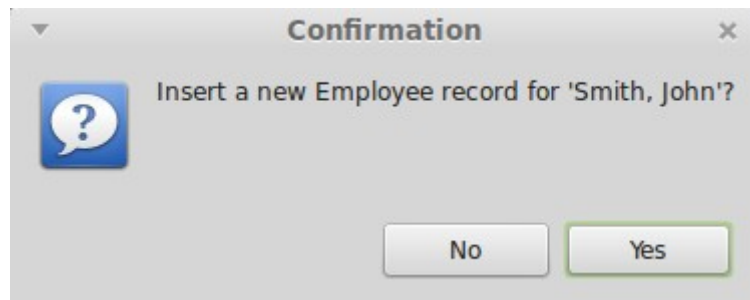 Confirmation
Insert a new Employee record for 'Smith, John'?
?
No
Yes